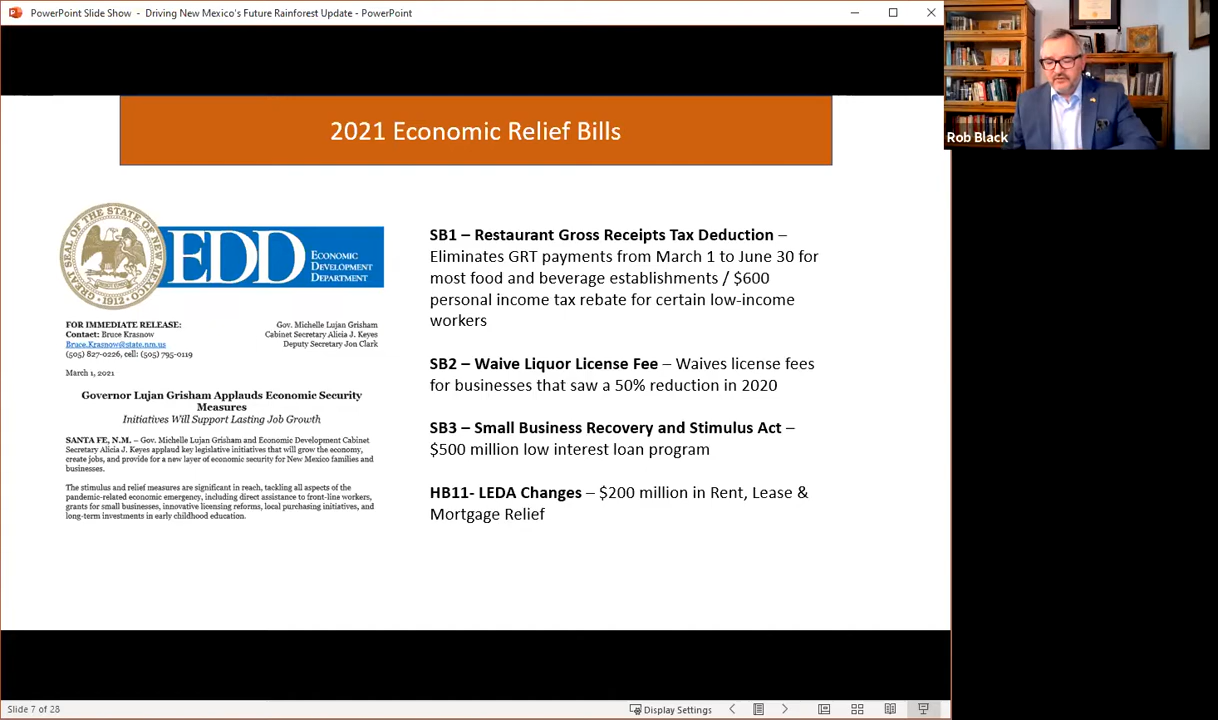 PowerPoint Slide Show - Driving New Mexico's Future Rainforest Update - PowerPoint
Rob Black
2021 Economic Relief Bills
GREAT SEAL OF THE STATE OF NEW MEXICO
1912
EDD
ECONOMIC
DEVELOPMENT
DEPARTMENT
FOR IMMEDIATE RELEASE:
Contact: Bruce Krasnow
Bruce.Krasnow@state.nm.us
(505) 827-0226, cell: (505) 795-0119
Gov. Michelle Lujan Grisham
Cabinet Secretary Alicia J. Keyes
Deputy Secretary Jon Clark
March 1, 2021
Governor Lujan Grisham Applauds Economic Security
Measures
Initiatives Will Support Lasting Job Growth
SANTA FE, N.M. – Gov. Michelle Lujan Grisham and Economic Development Cabinet
Secretary Alicia J. Keyes applaud key legislative initiatives that will grow the economy,
create jobs, and provide for a new layer of economic security for New Mexico families and
businesses.
The stimulus and relief measures are significant in reach, tackling all aspects of the
pandemic-related economic emergency, including direct assistance to front-line workers,
grants for small businesses, innovative licensing reforms, local purchasing initiatives, and
long-term investments in early childhood education.
SB1 – Restaurant Gross Receipts Tax Deduction –
Eliminates GRT payments from March 1 to June 30 for
most food and beverage establishments / $600
personal income tax rebate for certain low-income
workers
SB2 – Waive Liquor License Fee – Waives license fees
for businesses that saw a 50% reduction in 2020
SB3 – Small Business Recovery and Stimulus Act –
$500 million low interest loan program
HB11- LEDA Changes – $200 million in Rent, Lease &
Mortgage Relief
Slide 7 of 28
Display Settings